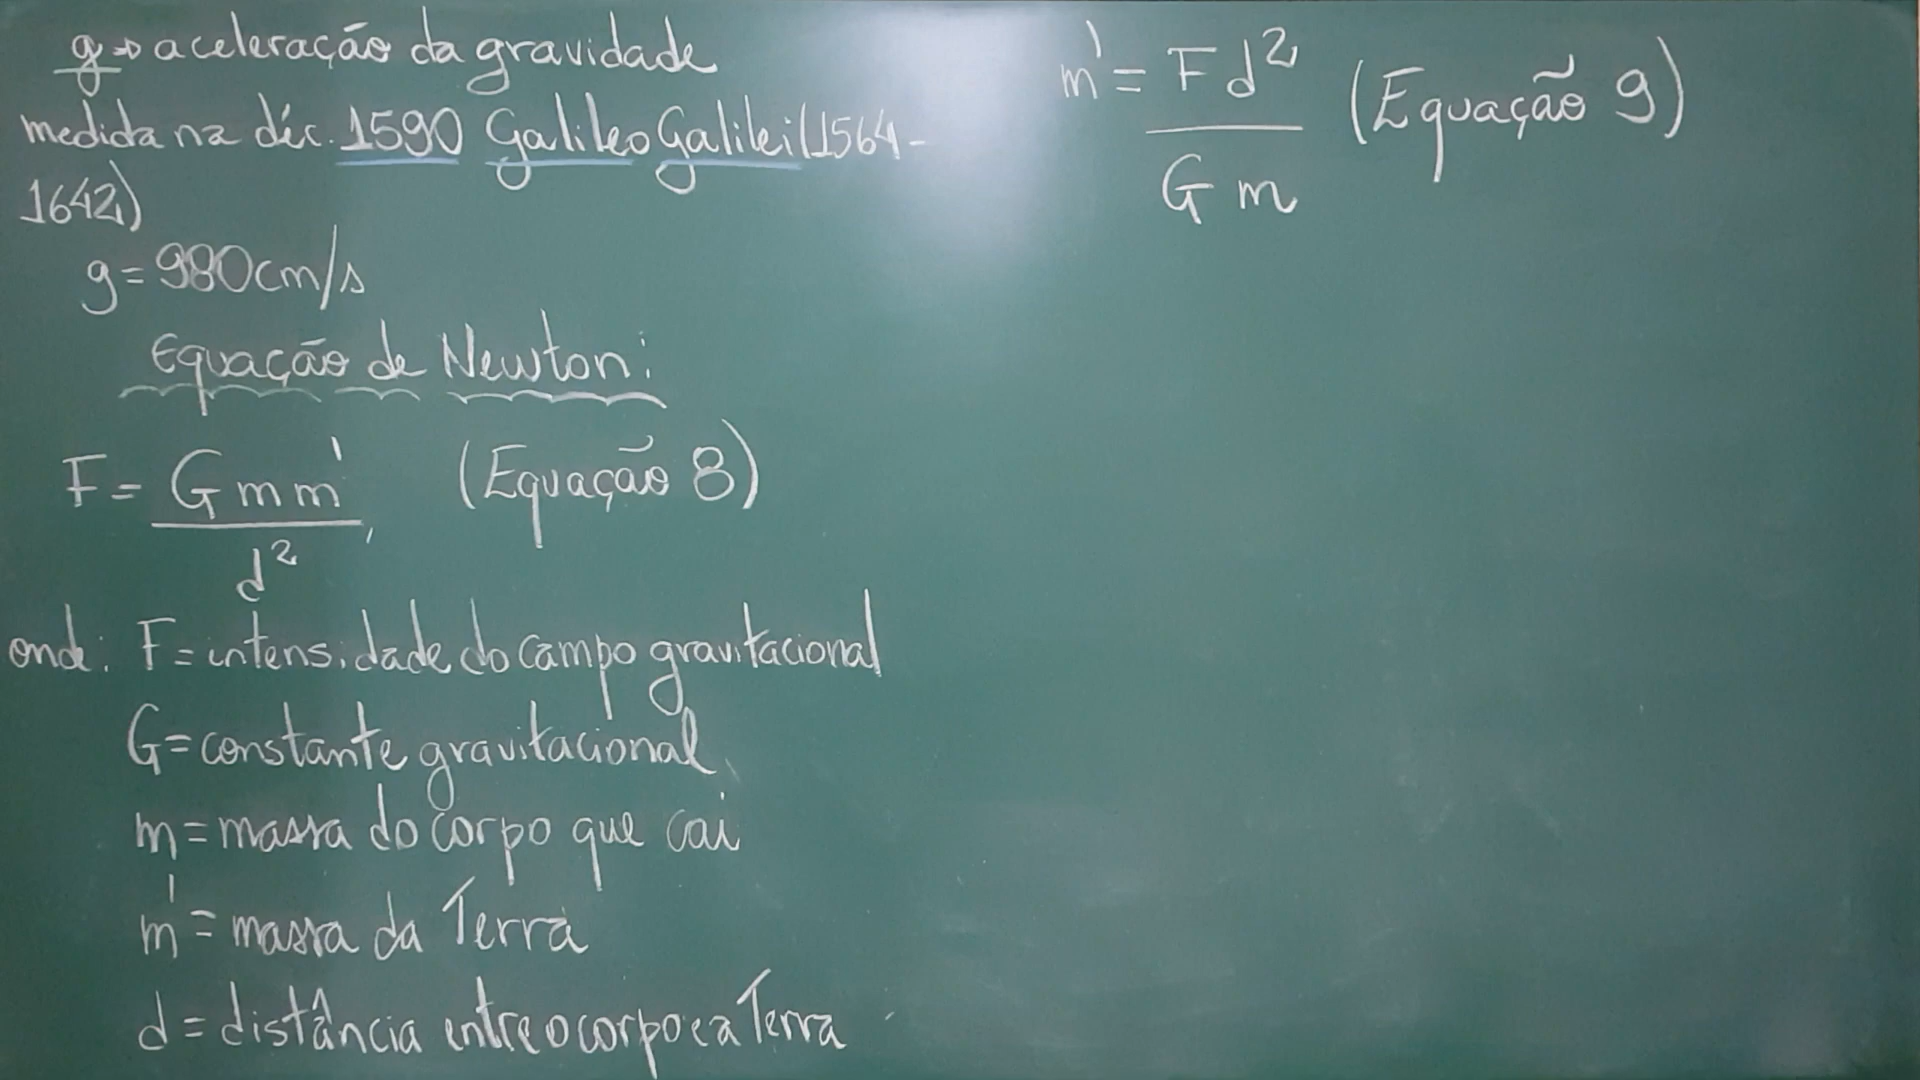 g → aceleração da gravidade
medida na déc. 1590 Galileo Galilei (1564-
1642)
g = 980 cm/s
Equação de Newton:
F = G m m'
d²
(Equação 8)
onde: F = intensidade do campo gravitacional
G = constante gravitacional
m = massa do corpo que cai
m' = massa da Terra
d = distância entre o corpo e a Terra
m' = F d²
G m
(Equação 9)